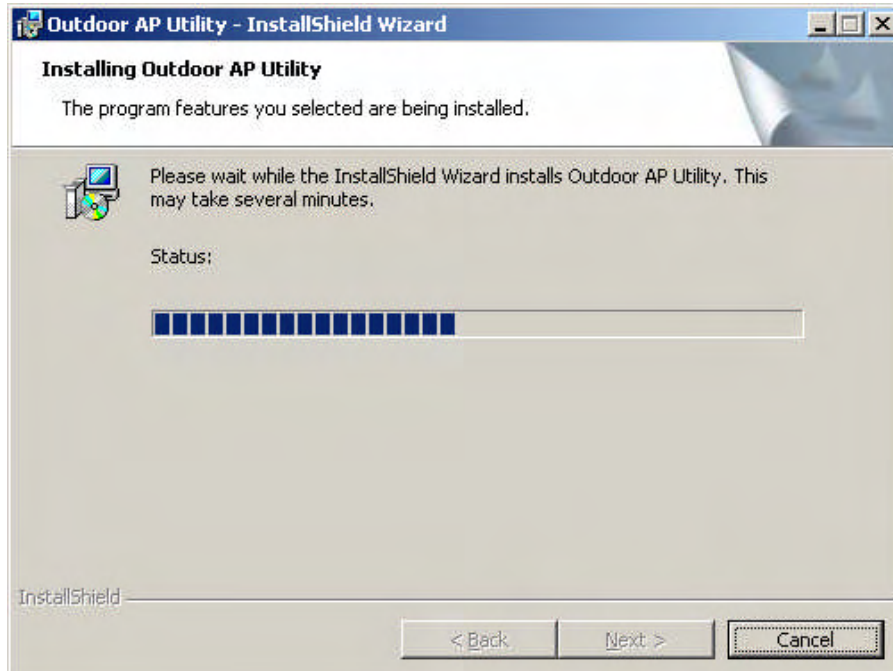 Outdoor AP Utility - InstallShield Wizard
Installing Outdoor AP Utility
The program features you selected are being installed.
Please wait while the InstallShield Wizard installs Outdoor AP Utility. This
may take several minutes.
Status:
InstallShield
< Back
Next >
Cancel